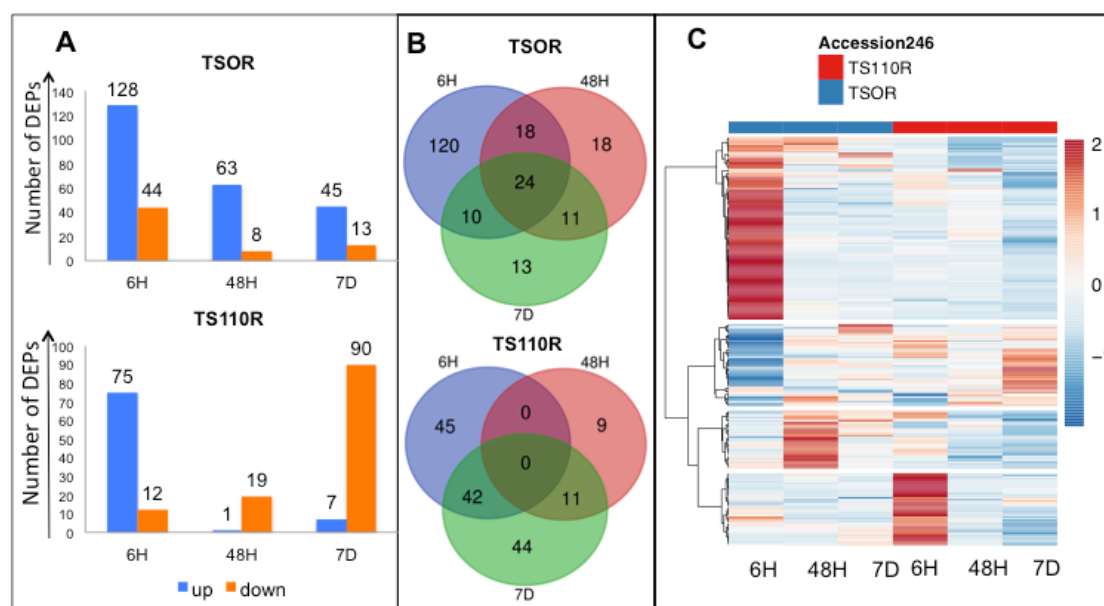 A
TSOR
Number of DEPs
140
120
100
80
60
40
20
0
128
44
63
8
45
13
6H
48H
7D
TS110R
Number of DEPs
100
90
80
70
60
50
40
30
20
10
0
75
12
1
19
7
90
6H
48H
7D
up
down
B
TSOR
6H
48H
120
18
18
24
10
11
13
7D
TS110R
6H
48H
45
0
9
0
42
11
44
7D
C
Accession246
TS110R
TSOR
2
1
0
−1
6H 48H 7D 6H 48H 7D